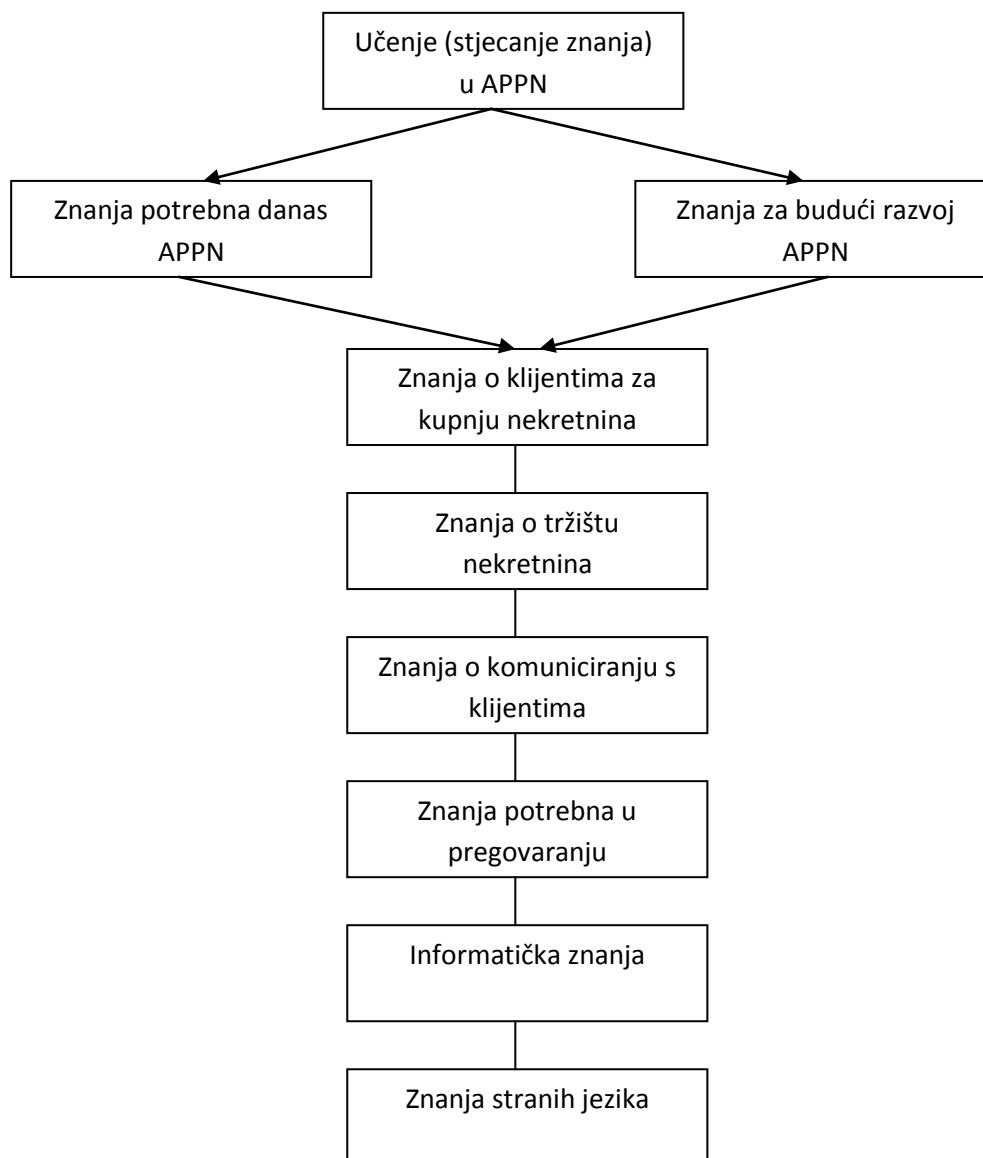 Učenje (stjecanje znanja)
u APPN
Znanja potrebna danas
APPN
Znanja za budući razvoj
APPN
Znanja o klijentima za
kupnju nekretnina
Znanja o tržištu
nekretnina
Znanja o komuniciranju s
klijentima
Znanja potrebna u
pregovaranju
Informatička znanja
Znanja stranih jezika